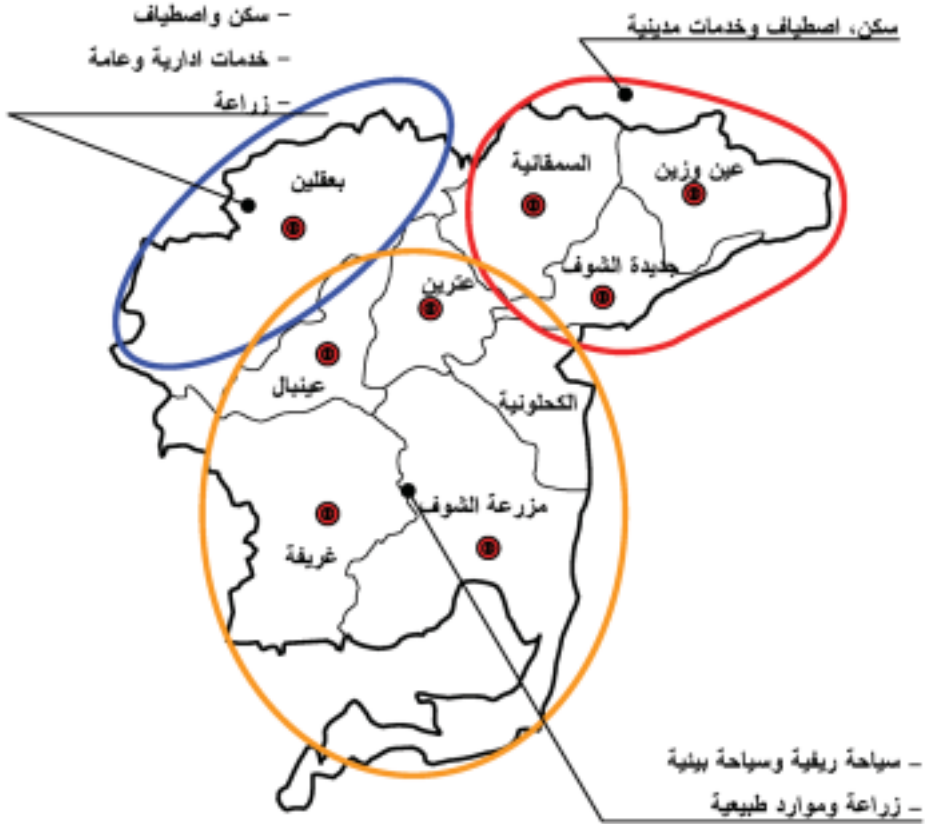 سكن، اصطياف وخدمات مدينية
– سكن واصطياف
– خدمات ادارية وعامة
– زراعة
السمقانية
عين وزين
بعقلين
جديدة الشوف
عترين
عينبال
الكحلونية
مزرعة الشوف
غريفة
– سياحة ريفية وسياحة بيئية
– زراعة وموارد طبيعية